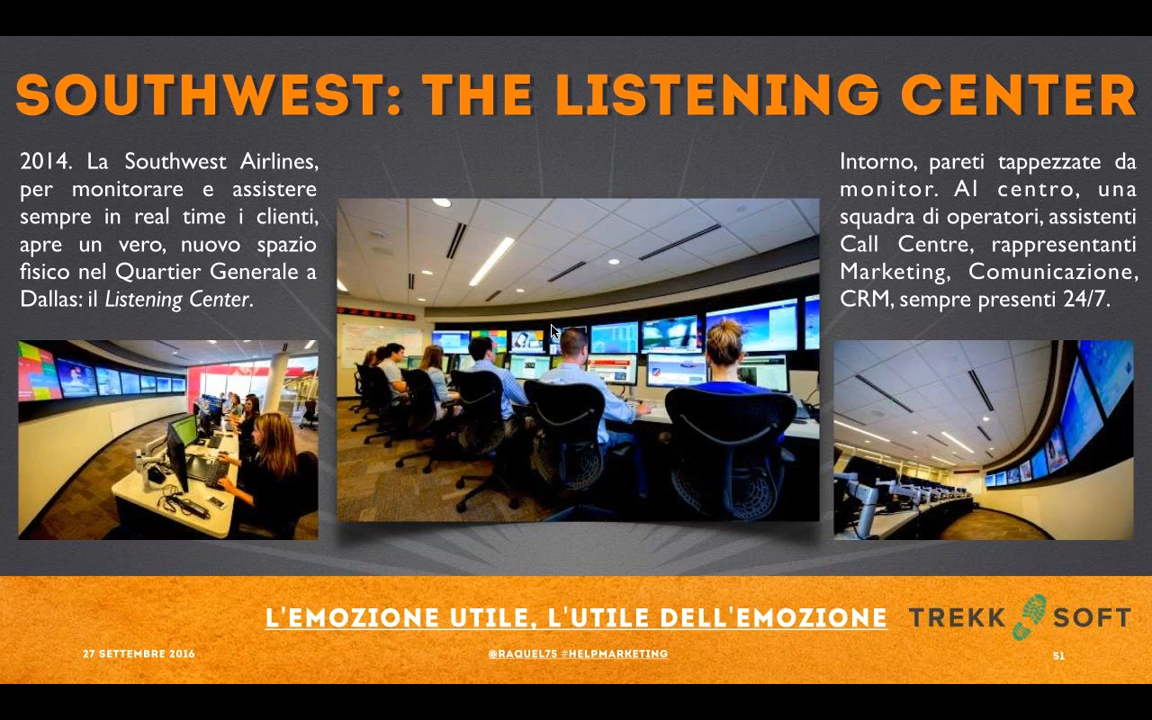 SOUTHWEST: THE LISTENING CENTER
2014. La Southwest Airlines,
per monitorare e assistere
sempre in real time i clienti,
apre un vero, nuovo spazio
fisico nel Quartier Generale a
Dallas: il Listening Center.
Intorno, pareti tappezzate da
monitor. Al centro, una
squadra di operatori, assistenti
Call Centre, rappresentanti
Marketing, Comunicazione,
CRM, sempre presenti 24/7.
L'EMOZIONE UTILE, L'UTILE DELL'EMOZIONE
TREKK SOFT
27 SETTEMBRE 2016
@RAQUEL75 #HELPMARKETING
51